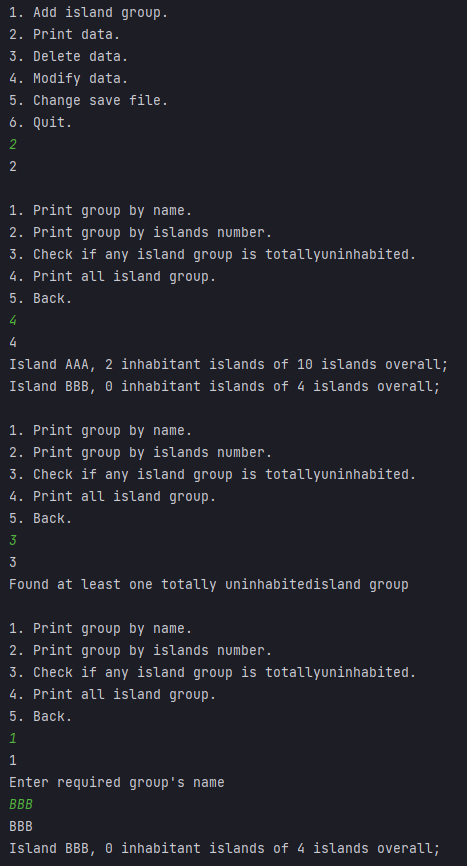 1. Add island group.
2. Print data.
3. Delete data.
4. Modify data.
5. Change save file.
6. Quit.
2
2
1. Print group by name.
2. Print group by islands number.
3. Check if any island group is totallyuninhabited.
4. Print all island group.
5. Back.
4
4
Island AAA, 2 inhabitant islands of 10 islands overall;
Island BBB, 0 inhabitant islands of 4 islands overall;
1. Print group by name.
2. Print group by islands number.
3. Check if any island group is totallyuninhabited.
4. Print all island group.
5. Back.
3
3
Found at least one totally uninhabitedisland group
1. Print group by name.
2. Print group by islands number.
3. Check if any island group is totallyuninhabited.
4. Print all island group.
5. Back.
1
1
Enter required group's name
BBB
BBB
Island BBB, 0 inhabitant islands of 4 islands overall;